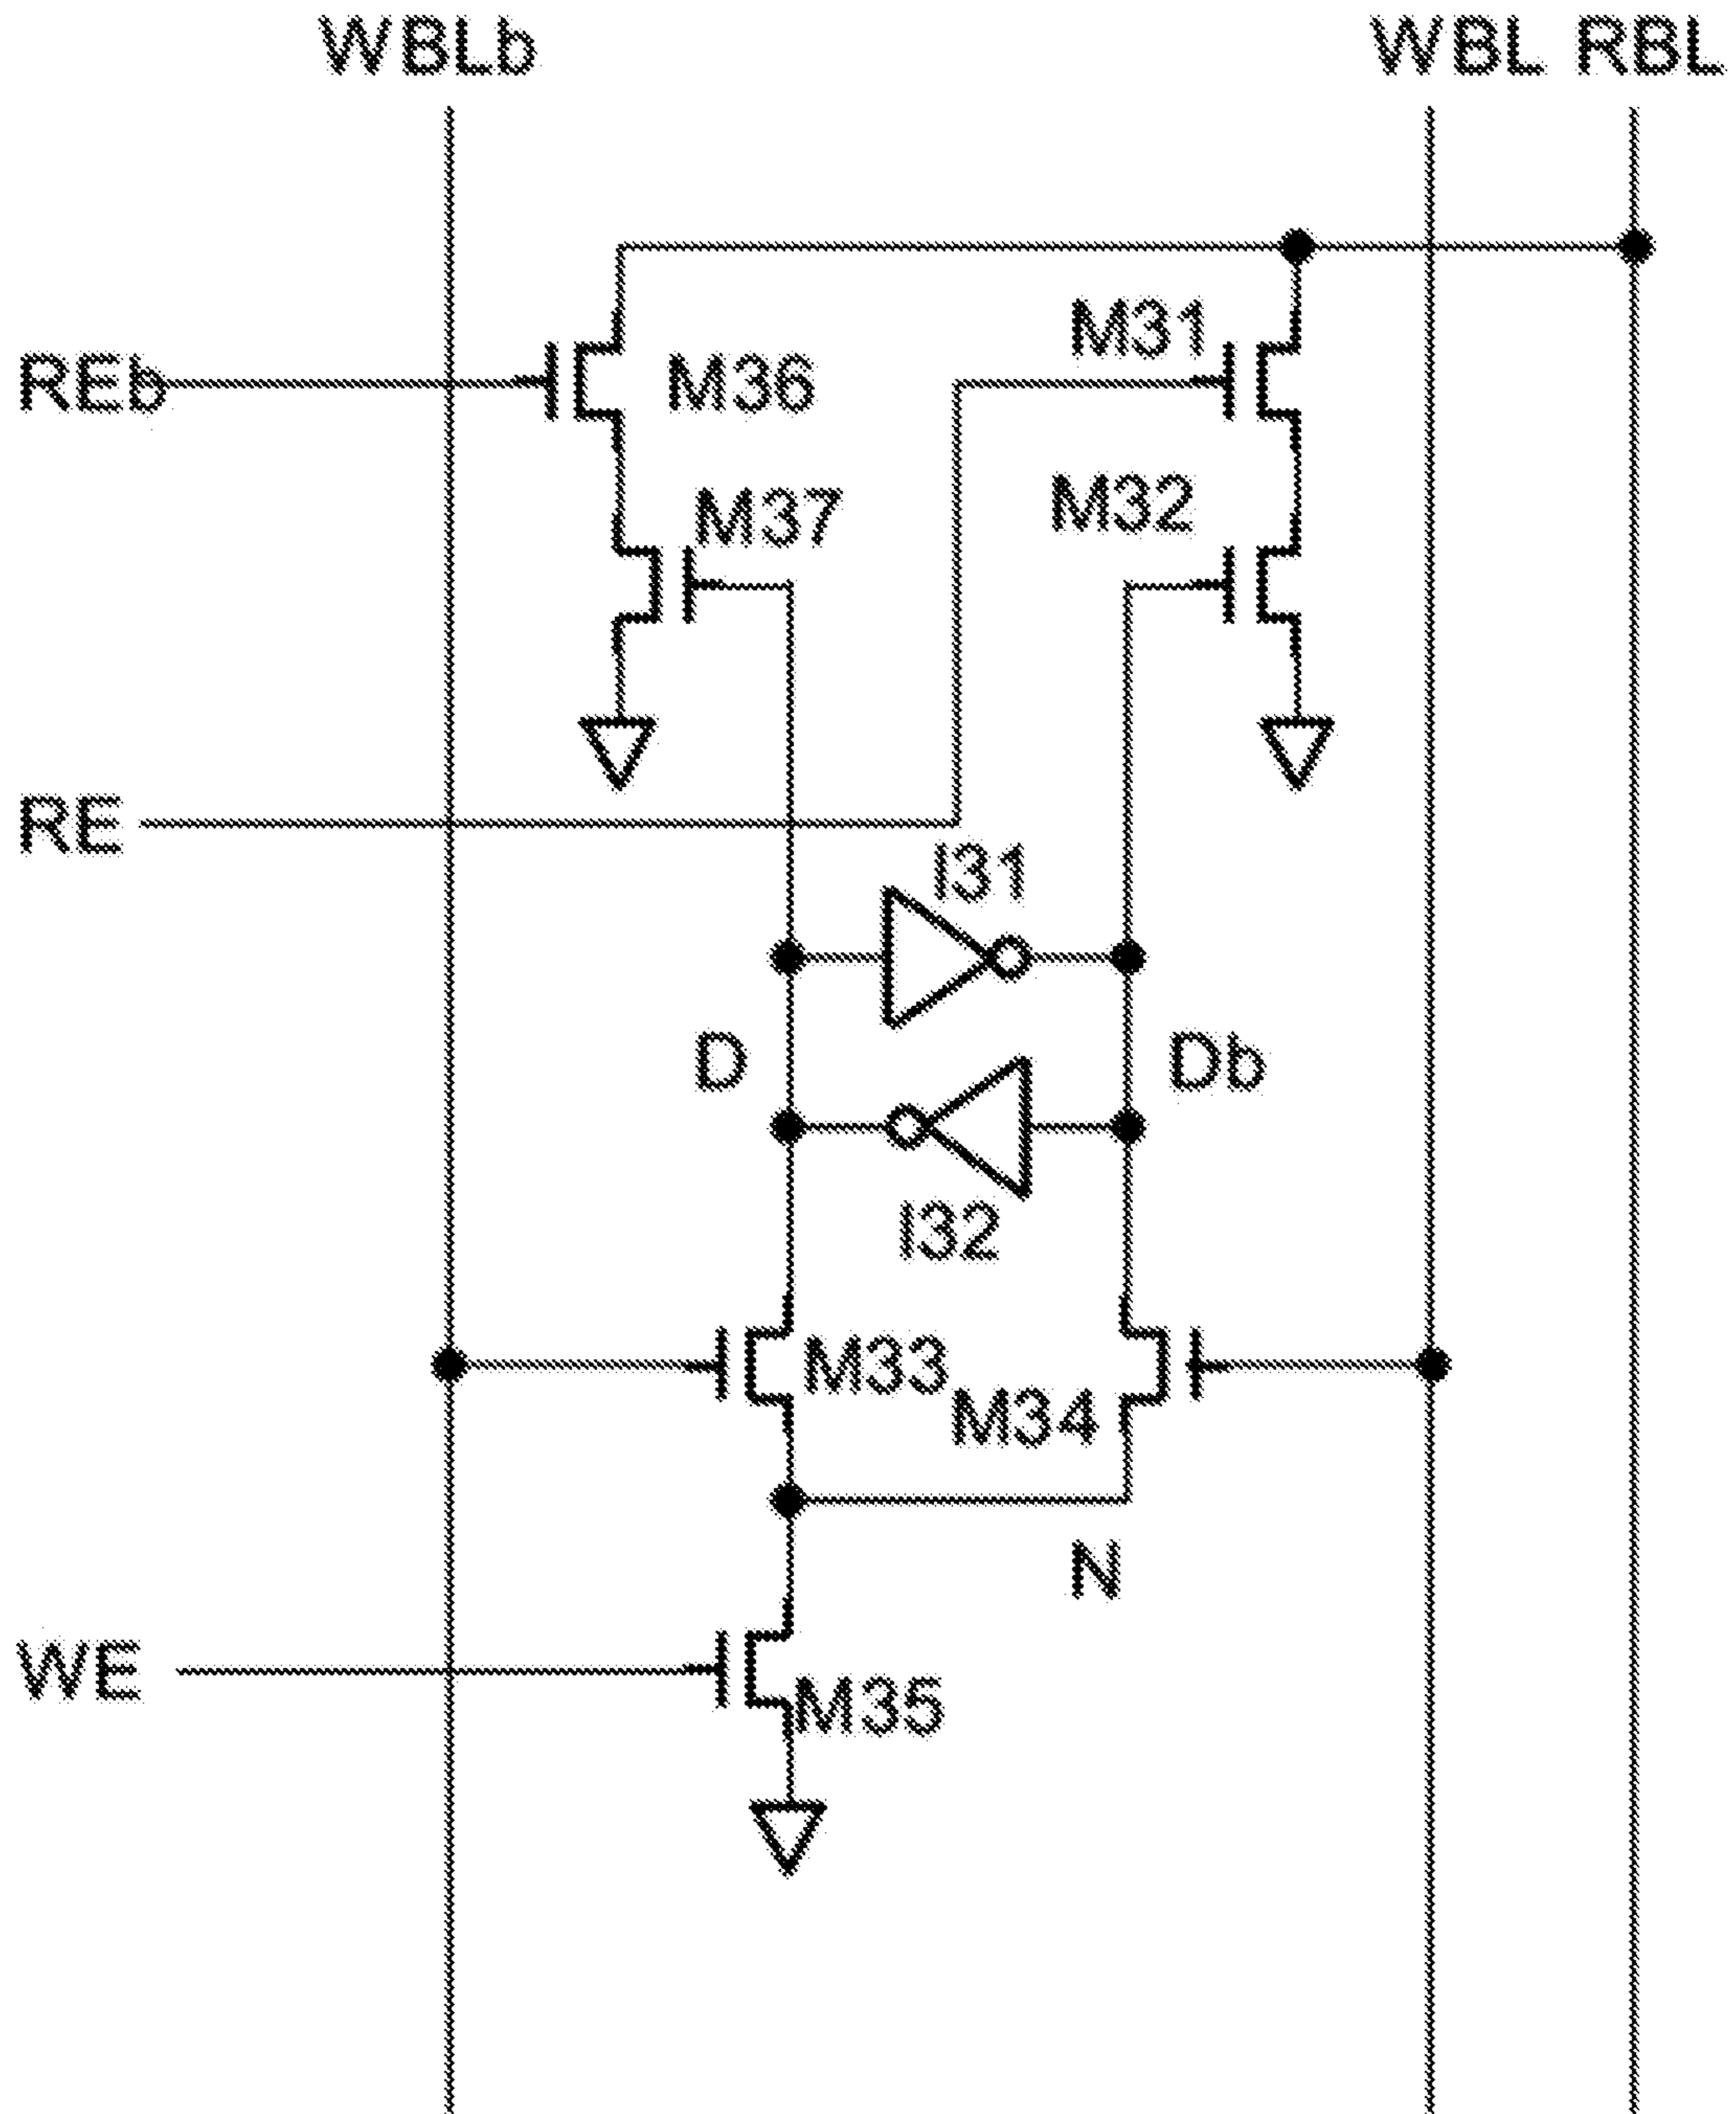 WBLb WBL RBL
M31
REb M36
M32
M37
RE
I31
D Db
I32
M33
M34
N
WE
M35